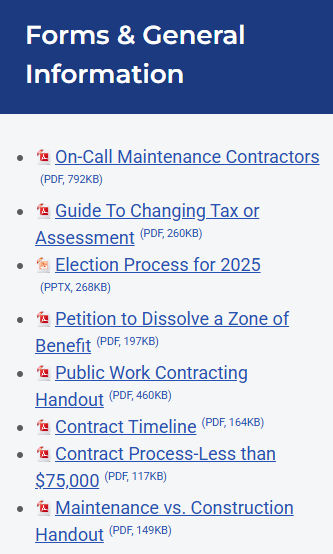 Forms & General
Information
On-Call Maintenance Contractors
(PDF, 792KB)
Guide To Changing Tax or
Assessment (PDF, 260KB)
Election Process for 2025
(PPTX, 268KB)
Petition to Dissolve a Zone of
Benefit (PDF, 197KB)
Public Work Contracting
Handout (PDF, 460KB)
Contract Timeline (PDF, 164KB)
Contract Process-Less than
$75,000 (PDF, 117KB)
Maintenance vs. Construction
Handout (PDF, 149KB)